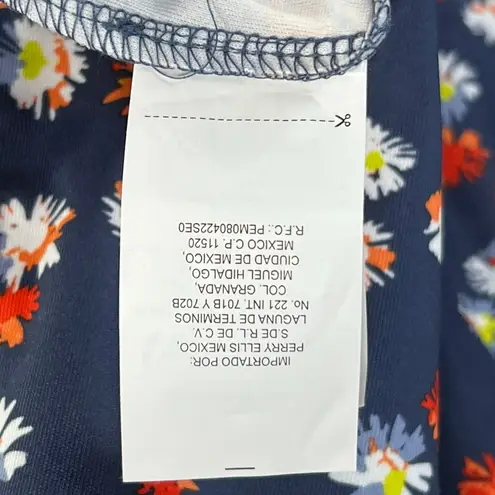 IMPORTADO POR:
PERRY ELLIS MEXICO,
S.DE R.L. DE C.V.
LAGUNA DE TERMINOS
No. 221 INT. 701B Y 702B
COL. GRANADA,
MIGUEL HIDALGO,
CIUDAD DE MEXICO,
MEXICO C.P. 11520
R.F.C.: PEM080422SE0